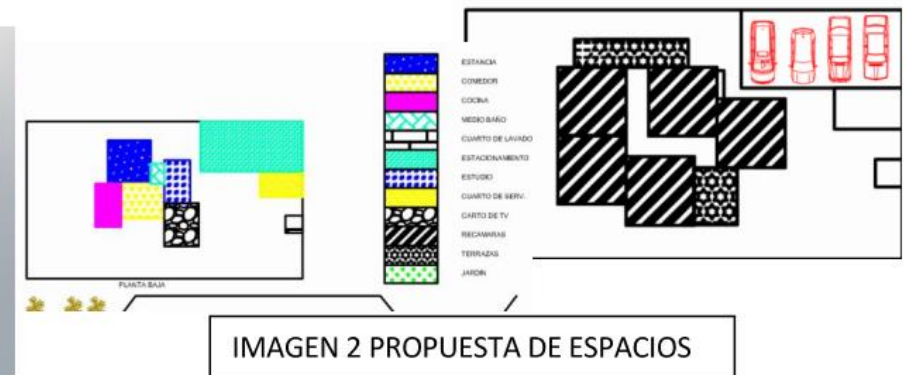 ESTANCIA
COMEDOR
COCINA
MEDIO BAÑO
CUARTO DE LAVADO
ESTACIONAMIENTO
ESTUDIO
CUARTO DE SERV.
CARTO DE TV
RECAMARAS
TERRAZAS
JARDIN
PLANTA BAJA
IMAGEN 2 PROPUESTA DE ESPACIOS